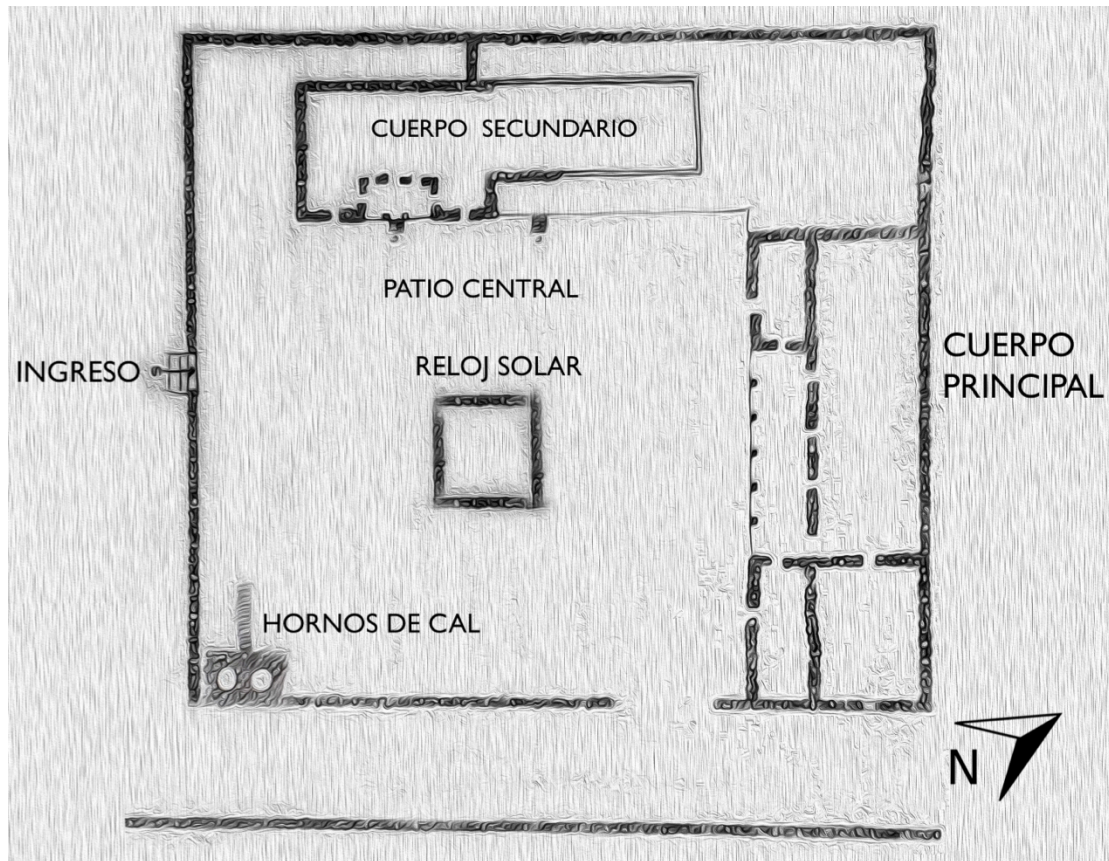 CUERPO SECUNDARIO
PATIO CENTRAL
INGRESO
RELOJ SOLAR
CUERPO
PRINCIPAL
HORNOS DE CAL
N